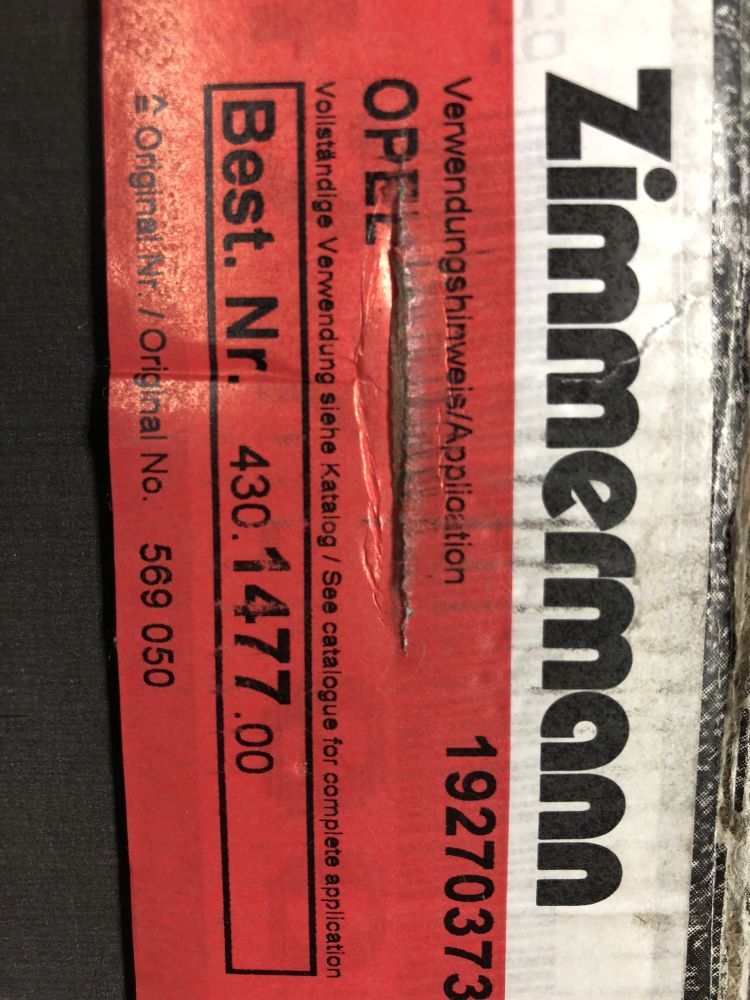 Zimmermann
19270373
Verwendungshinweis/Application
OPEL
Vollständige Verwendung siehe Katalog / See catalogue for complete application
Best. Nr. 430.1477.00
≙ Original Nr. / Original No. 569 050